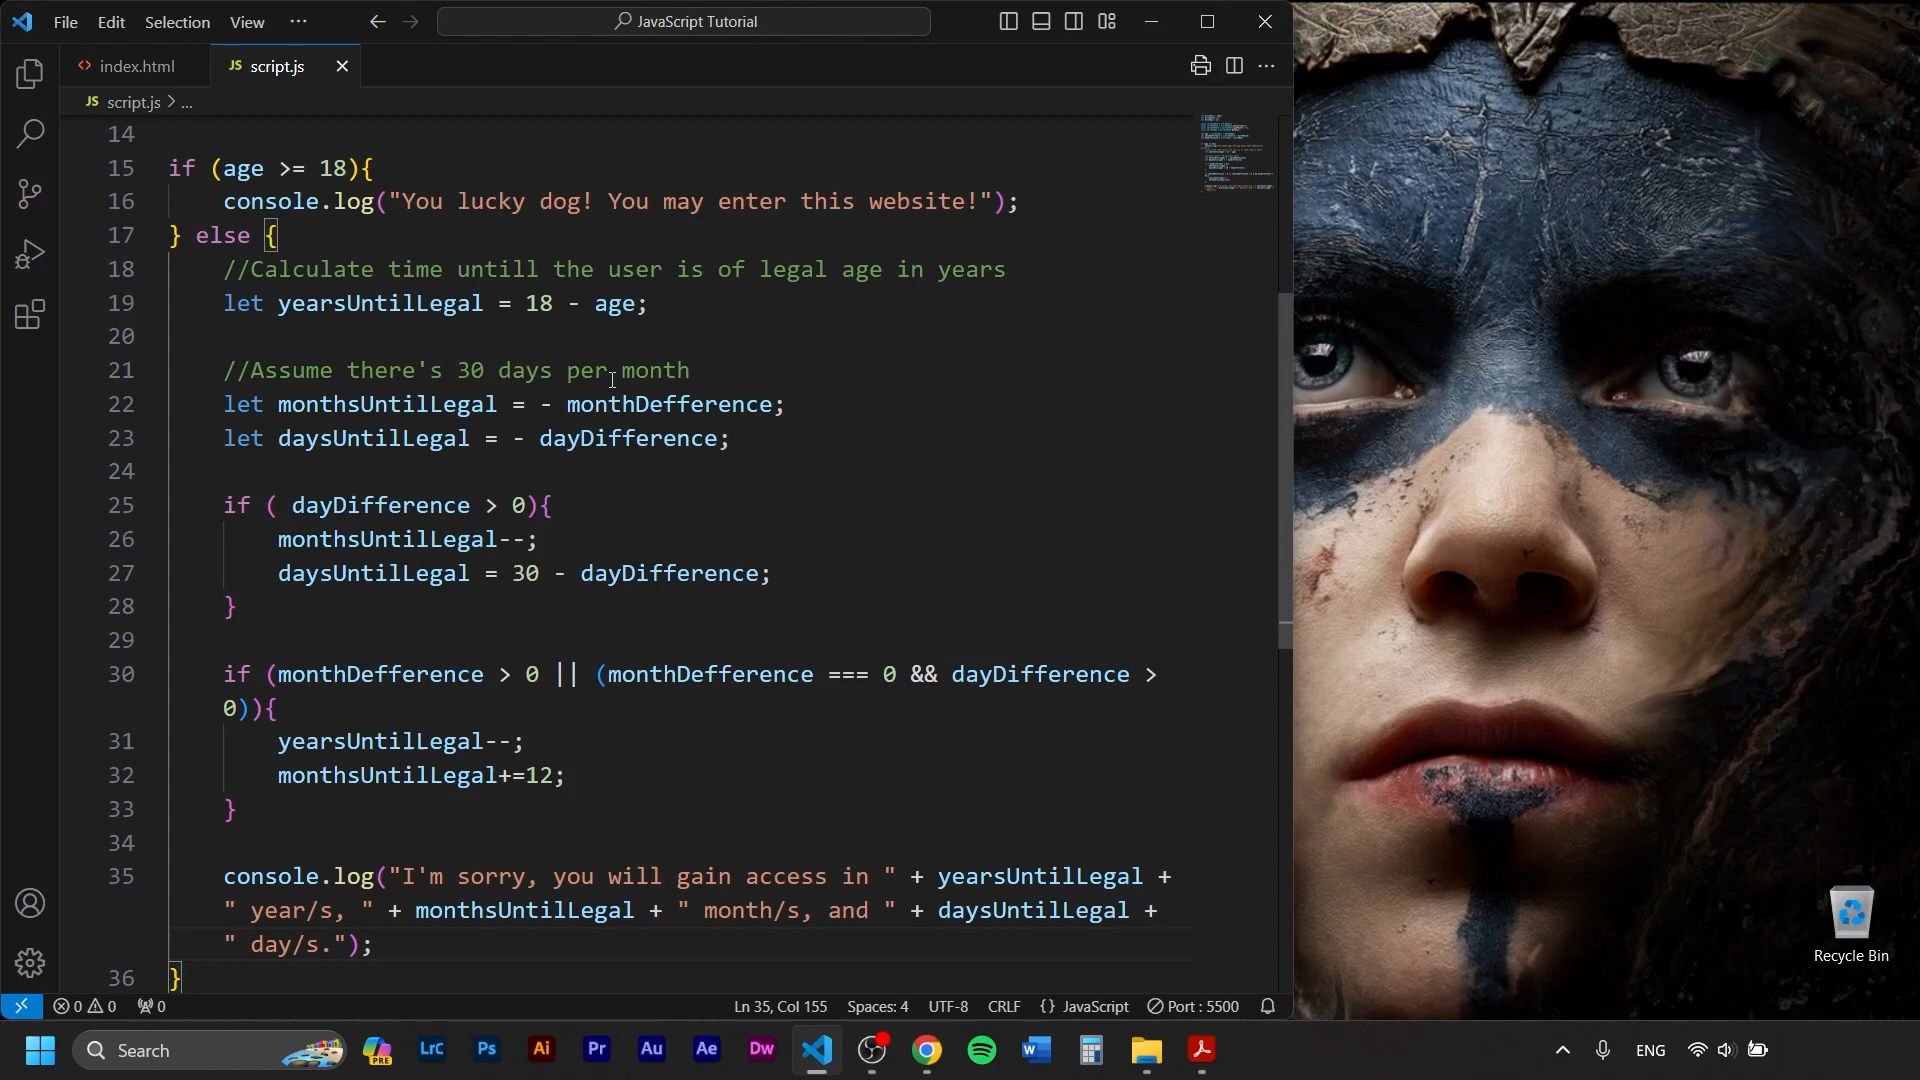 File Edit Selection View ··· JavaScript Tutorial
<> index.html JS script.js
JS script.js > ...
14
15 if (age >= 18){
16 console.log("You lucky dog! You may enter this website!");
17 } else {
18 //Calculate time untill the user is of legal age in years
19 let yearsUntilLegal = 18 - age;
20
21 //Assume there's 30 days per month
22 let monthsUntilLegal = - monthDefference;
23 let daysUntilLegal = - dayDifference;
24
25 if ( dayDifference > 0){
26 monthsUntilLegal--;
27 daysUntilLegal = 30 - dayDifference;
28 }
29
30 if (monthDefference > 0 || (monthDefference === 0 && dayDifference >
0)){
31 yearsUntilLegal--;
32 monthsUntilLegal+=12;
33 }
34
35 console.log("I'm sorry, you will gain access in " + yearsUntilLegal +
" year/s, " + monthsUntilLegal + " month/s, and " + daysUntilLegal +
" day/s.");
36 }
Recycle Bin
0 0 0 Ln 35, Col 155 Spaces: 4 UTF-8 CRLF {} JavaScript Port : 5500
Search PRE LrC Ps Ai Pr Au Ae Dw W ENG